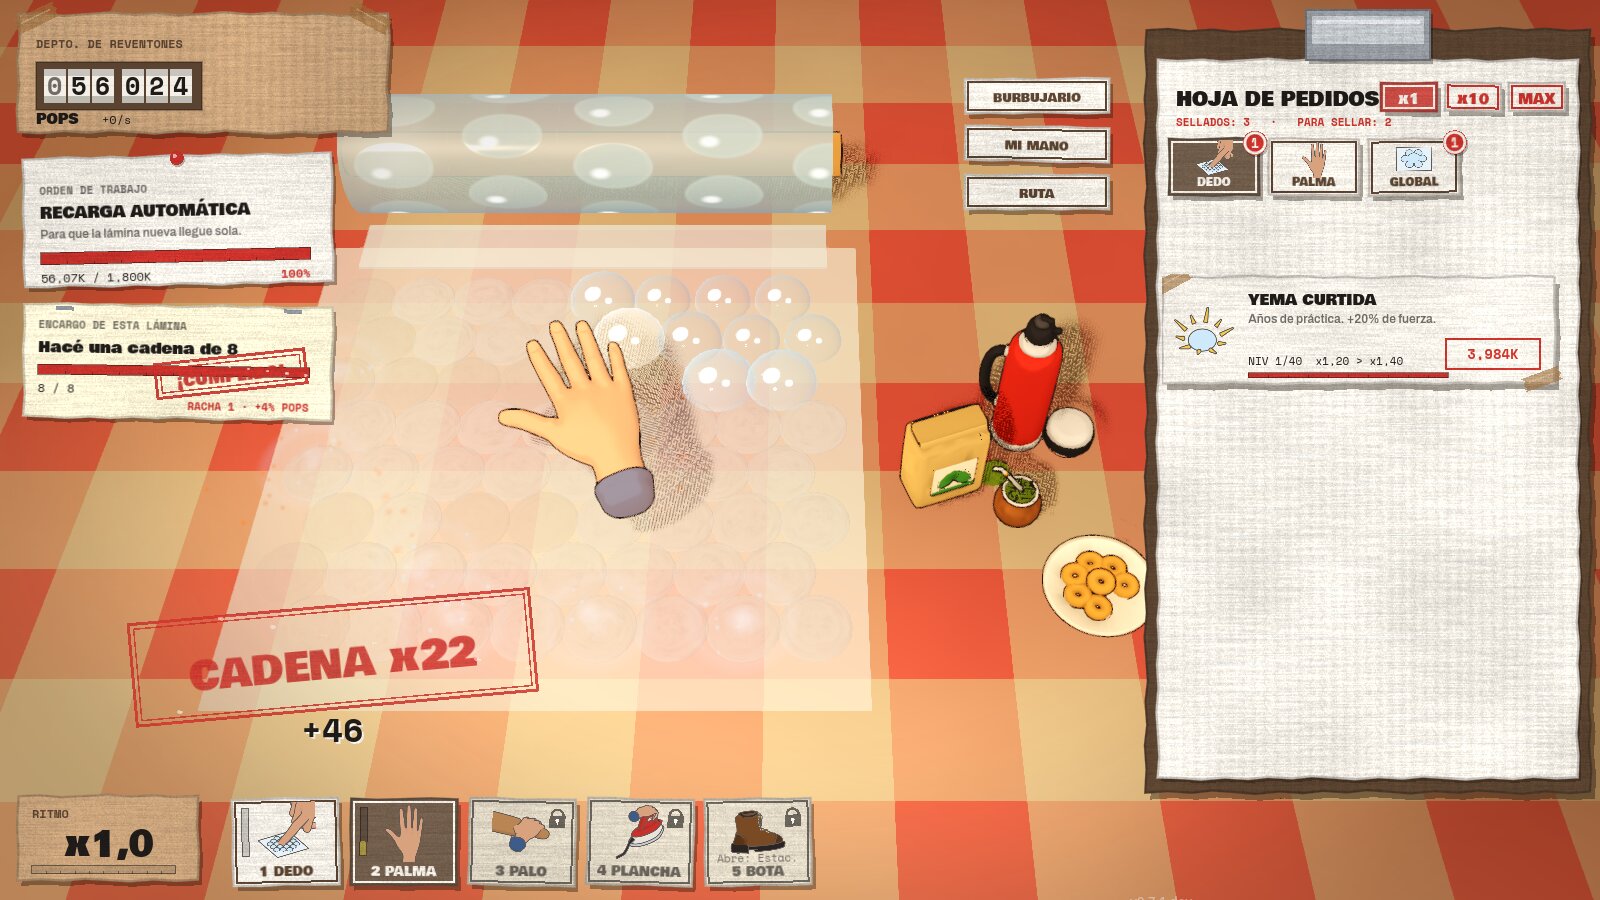 DEPTO. DE REVENTONES
056024
POPS +0/s
ORDEN DE TRABAJO
RECARGA AUTOMÁTICA
Para que la lámina nueva llegue sola.
56,07K / 1,800K 100%
ENCARGO DE ESTA LÁMINA
Hacé una cadena de 8
8 / 8
RACHA 1 · +4% POPS
BURBUJARIO
MI MANO
RUTA
HOJA DE PEDIDOS x1 x10 MAX
SELLADOS: 3 · PARA SELLAR: 2
1 1
DEDO PALMA GLOBAL
YEMA CURTIDA
Años de práctica. +20% de fuerza.
NIV 1/40 x1,20 > x1,40 3,984K
CADENA x22
+46
RITMO
x1,0
1 DEDO
2 PALMA
3 PALO
4 PLANCHA
Abre: Estac.
5 BOTA